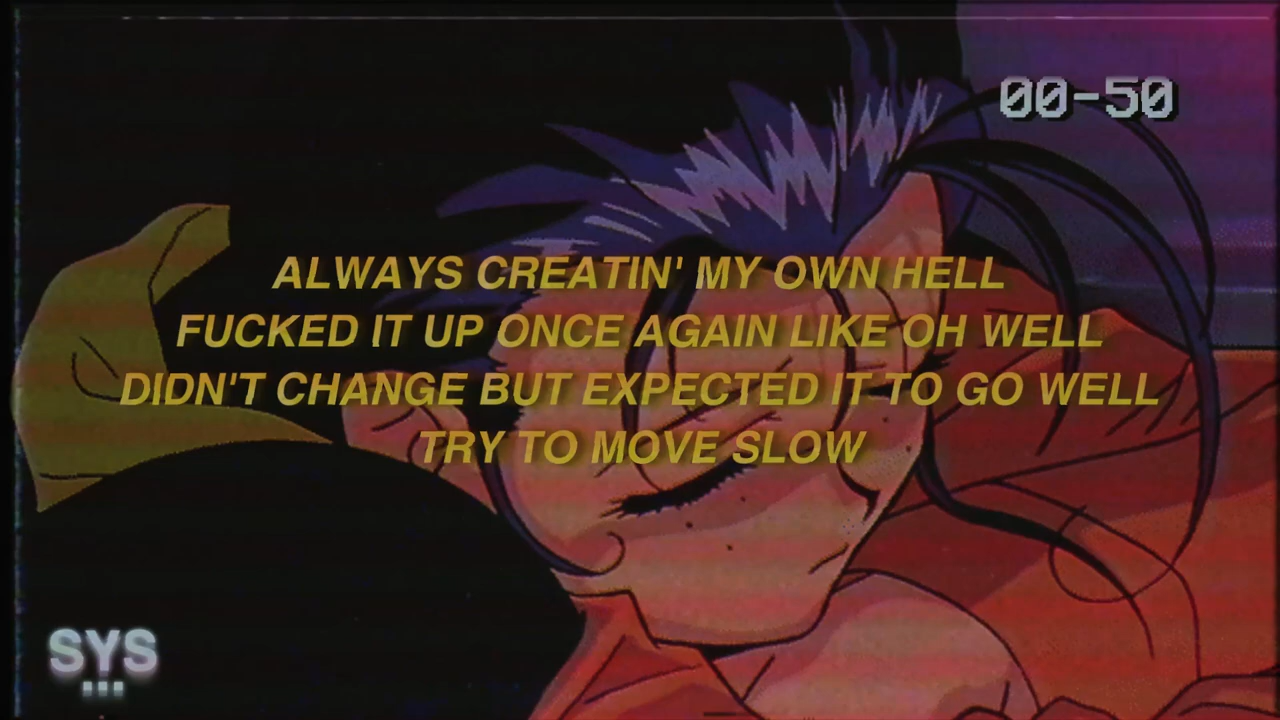 00-50
ALWAYS CREATIN' MY OWN HELL
FUCKED IT UP ONCE AGAIN LIKE OH WELL
DIDN'T CHANGE BUT EXPECTED IT TO GO WELL
TRY TO MOVE SLOW
SYS
...